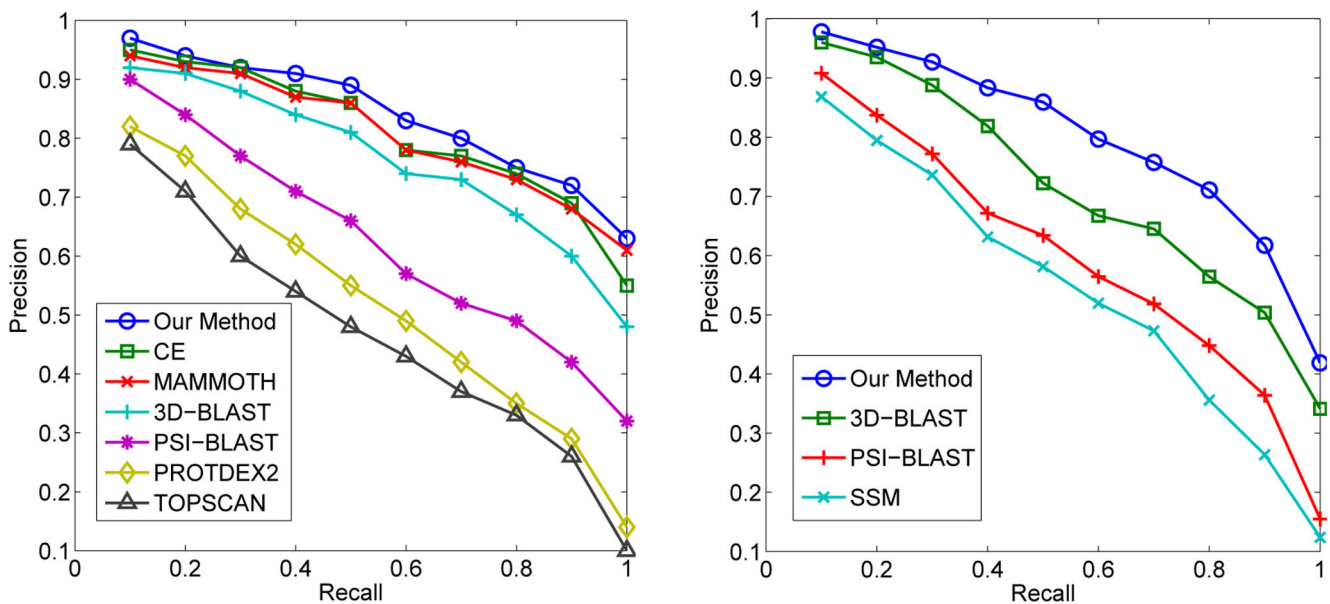 1
0.9
0.8
0.7
0.6
0.5
0.4
0.3
0.2
0.1
Precision
Our Method
CE
MAMMOTH
3D-BLAST
PSI-BLAST
PROTDEX2
TOPSCAN
0
0.2
0.4
0.6
0.8
1
Recall
1
0.9
0.8
0.7
0.6
0.5
0.4
0.3
0.2
0.1
Precision
Our Method
3D-BLAST
PSI-BLAST
SSM
0
0.2
0.4
0.6
0.8
1
Recall